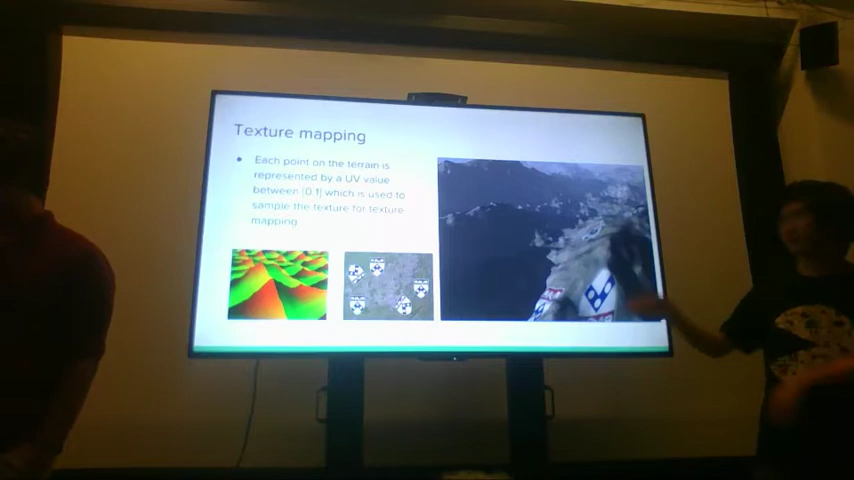 Texture mapping
• Each point on the terrain is
represented by a UV value
between [0,1] which is used to
sample the texture for texture
mapping